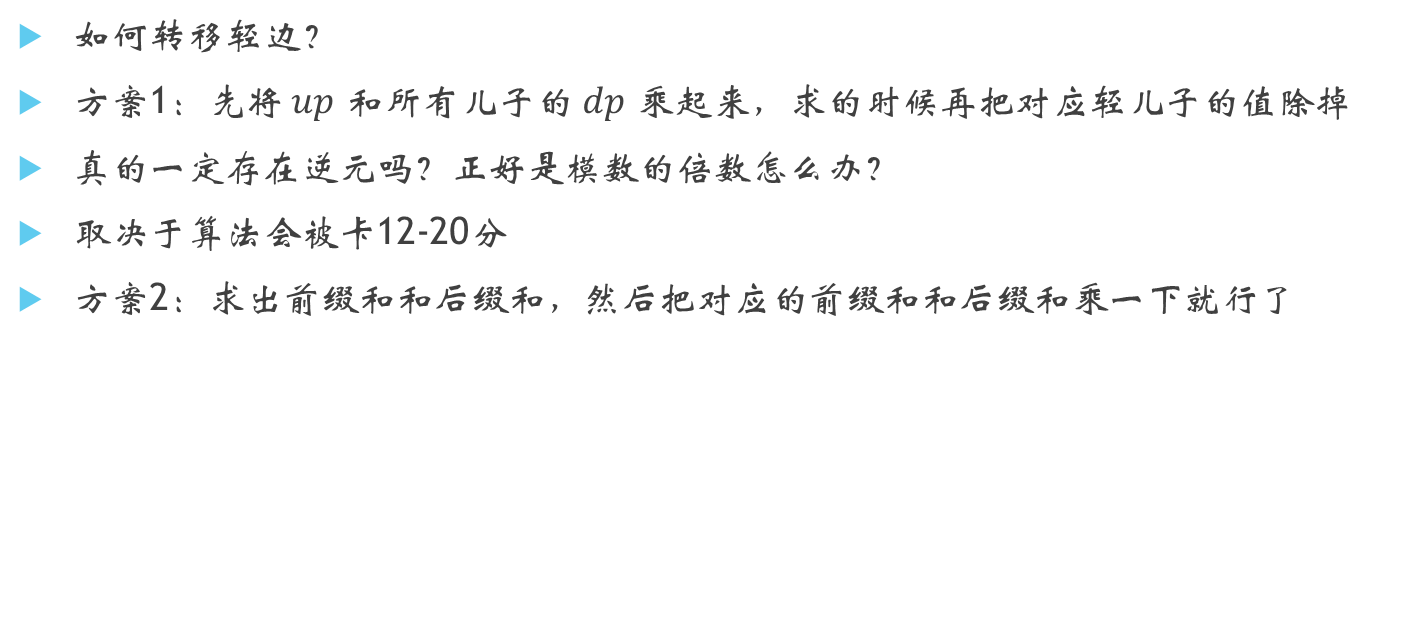 如何转移轻边？
方案1：先将 up 和所有儿子的 dp 乘起来，求的时候再把对应轻儿子的值除掉
真的一定存在逆元吗？正好是模数的倍数怎么办？
取决于算法会被卡12-20分
方案2：求出前缀和和后缀和，然后把对应的前缀和和后缀和乘一下就行了